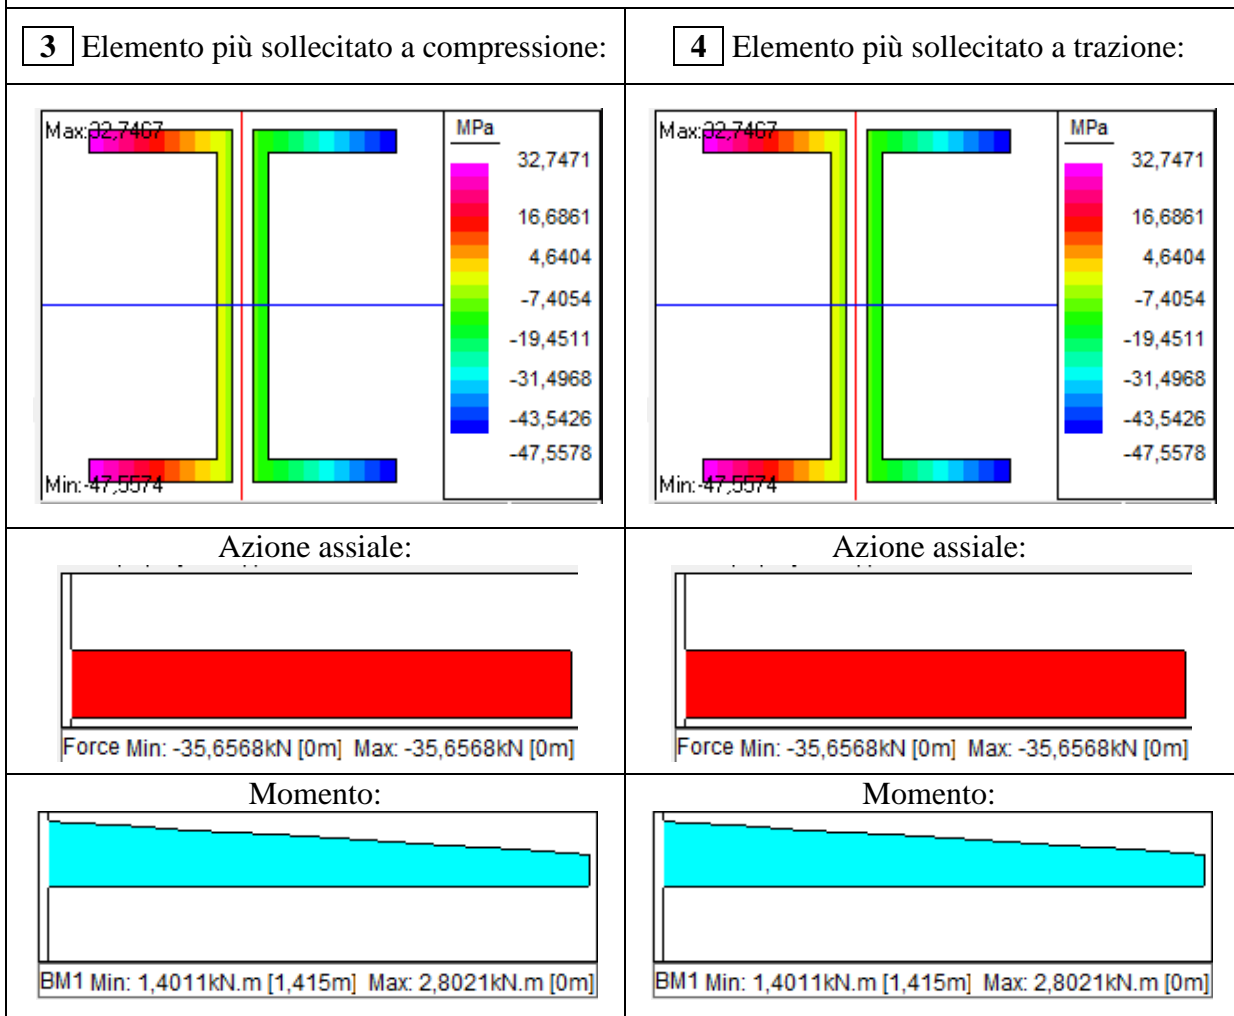 3 Elemento più sollecitato a compressione:
4 Elemento più sollecitato a trazione:
Max:32,7467
MPa
32,7471
16,6861
4,6404
-7,4054
-19,4511
-31,4968
-43,5426
-47,5578
Min:-47,5574
Max:32,7467
MPa
32,7471
16,6861
4,6404
-7,4054
-19,4511
-31,4968
-43,5426
-47,5578
Min:-47,5574
Azione assiale:
Force Min: -35,6568kN [0m] Max: -35,6568kN [0m]
Azione assiale:
Force Min: -35,6568kN [0m] Max: -35,6568kN [0m]
Momento:
BM1 Min: 1,4011kN.m [1,415m] Max: 2,8021kN.m [0m]
Momento:
BM1 Min: 1,4011kN.m [1,415m] Max: 2,8021kN.m [0m]